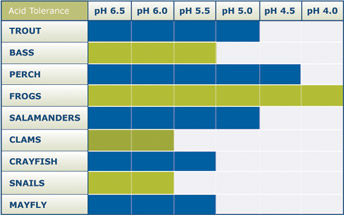 Acid Tolerance pH 6.5 pH 6.0 pH 5.5 pH 5.0 pH 4.5 pH 4.0
TROUT
BASS
PERCH
FROGS
SALAMANDERS
CLAMS
CRAYFISH
SNAILS
MAYFLY